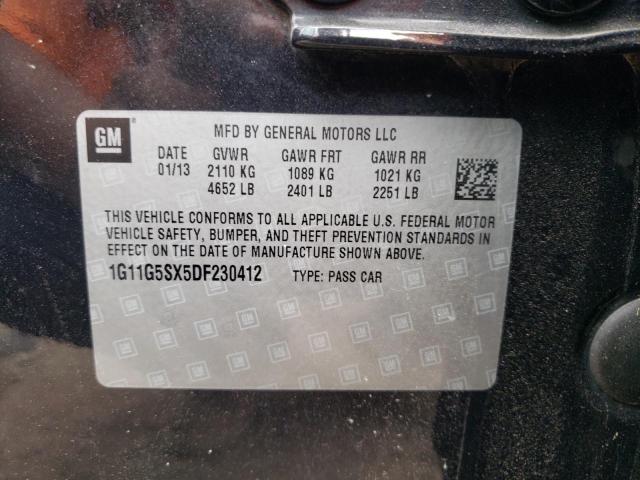 GM
MFD BY GENERAL MOTORS LLC
DATE GVWR GAWR FRT GAWR RR
01/13 2110 KG 1089 KG 1021 KG
4652 LB 2401 LB 2251 LB
THIS VEHICLE CONFORMS TO ALL APPLICABLE U.S. FEDERAL MOTOR
VEHICLE SAFETY, BUMPER, AND THEFT PREVENTION STANDARDS IN
EFFECT ON THE DATE OF MANUFACTURE SHOWN ABOVE.
1G11G5SX5DF230412 TYPE: PASS CAR